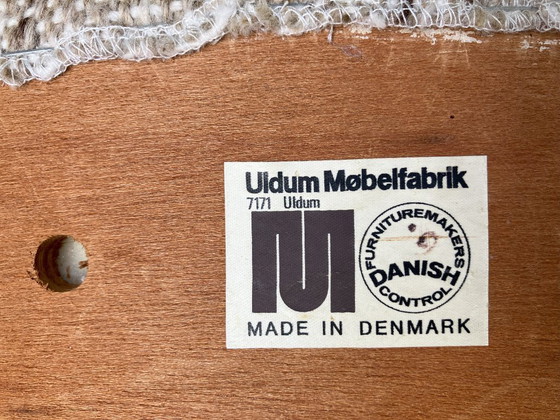 Uldum Møbelfabrik
7171 Uldum
FURNITUREMAKERS
DANISH
CONTROL
MADE IN DENMARK